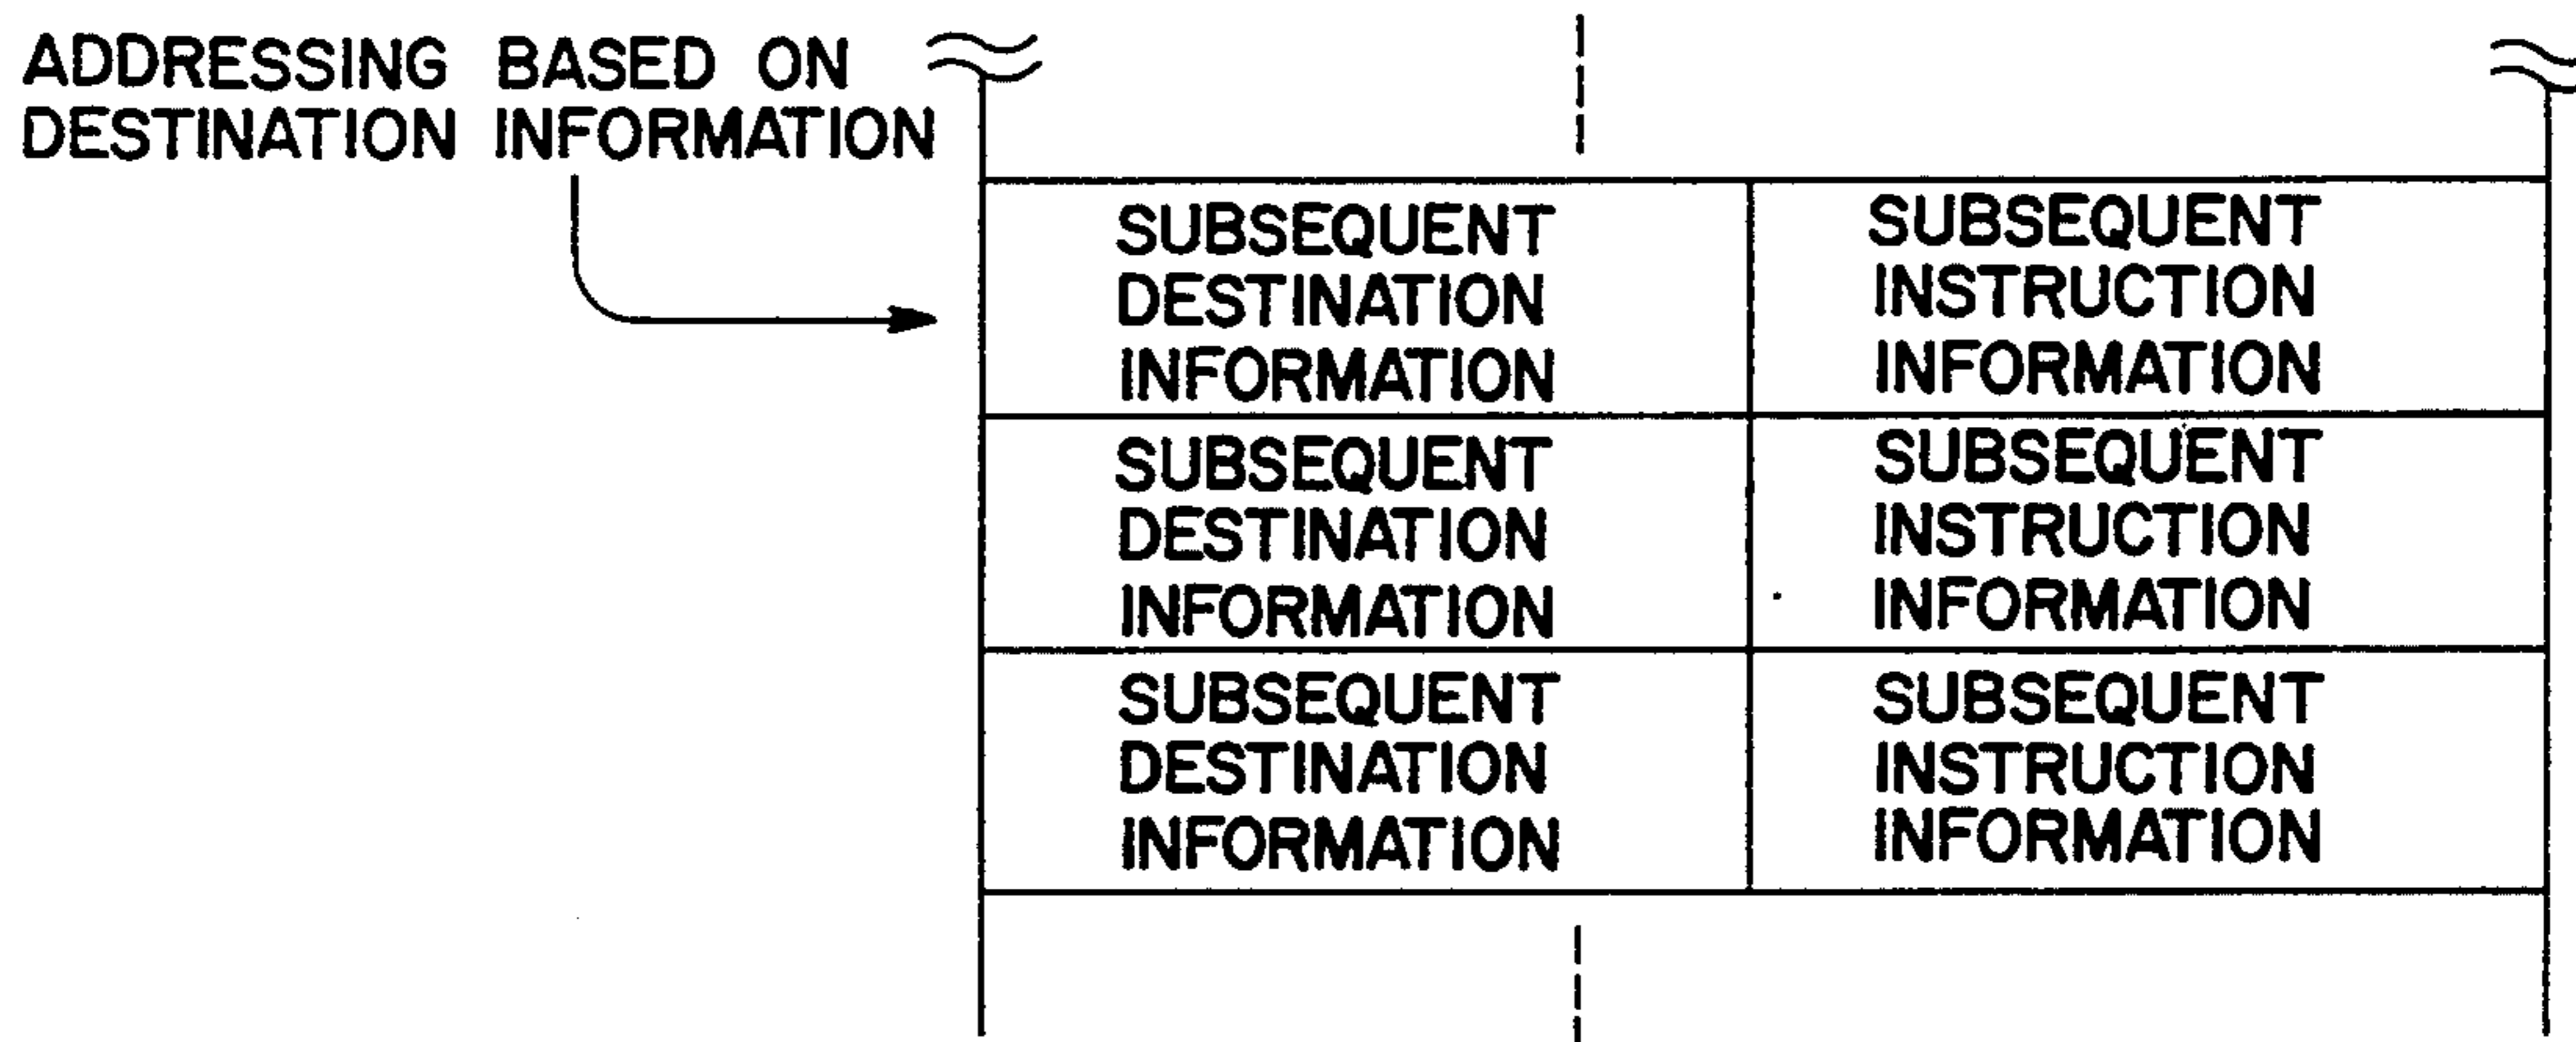 ADDRESSING BASED ON
DESTINATION INFORMATION
SUBSEQUENT
DESTINATION
INFORMATION
SUBSEQUENT
INSTRUCTION
INFORMATION
SUBSEQUENT
DESTINATION
INFORMATION
SUBSEQUENT
INSTRUCTION
INFORMATION
SUBSEQUENT
DESTINATION
INFORMATION
SUBSEQUENT
INSTRUCTION
INFORMATION